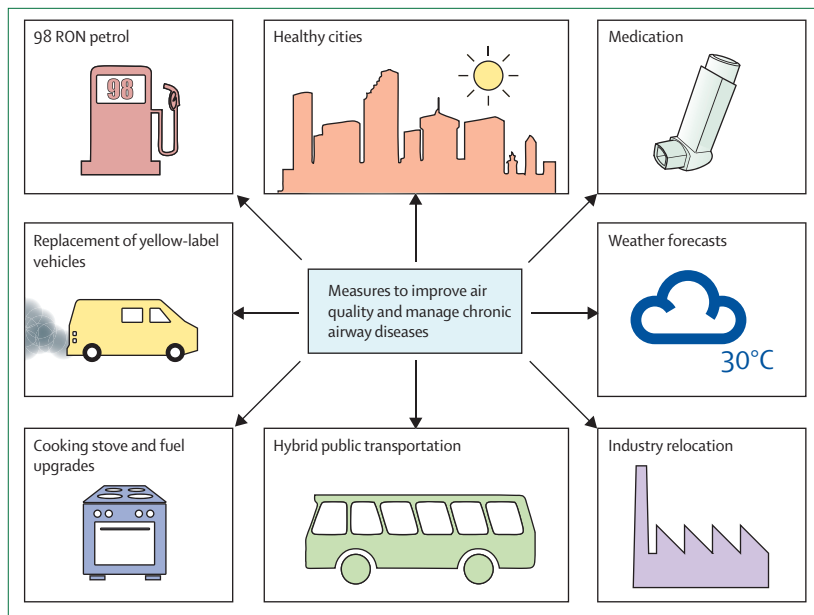 98 RON petrol
98
Healthy cities
Medication
Replacement of yellow-label
vehicles
Measures to improve air
quality and manage chronic
airway diseases
Weather forecasts
30°C
Cooking stove and fuel
upgrades
Hybrid public transportation
Industry relocation